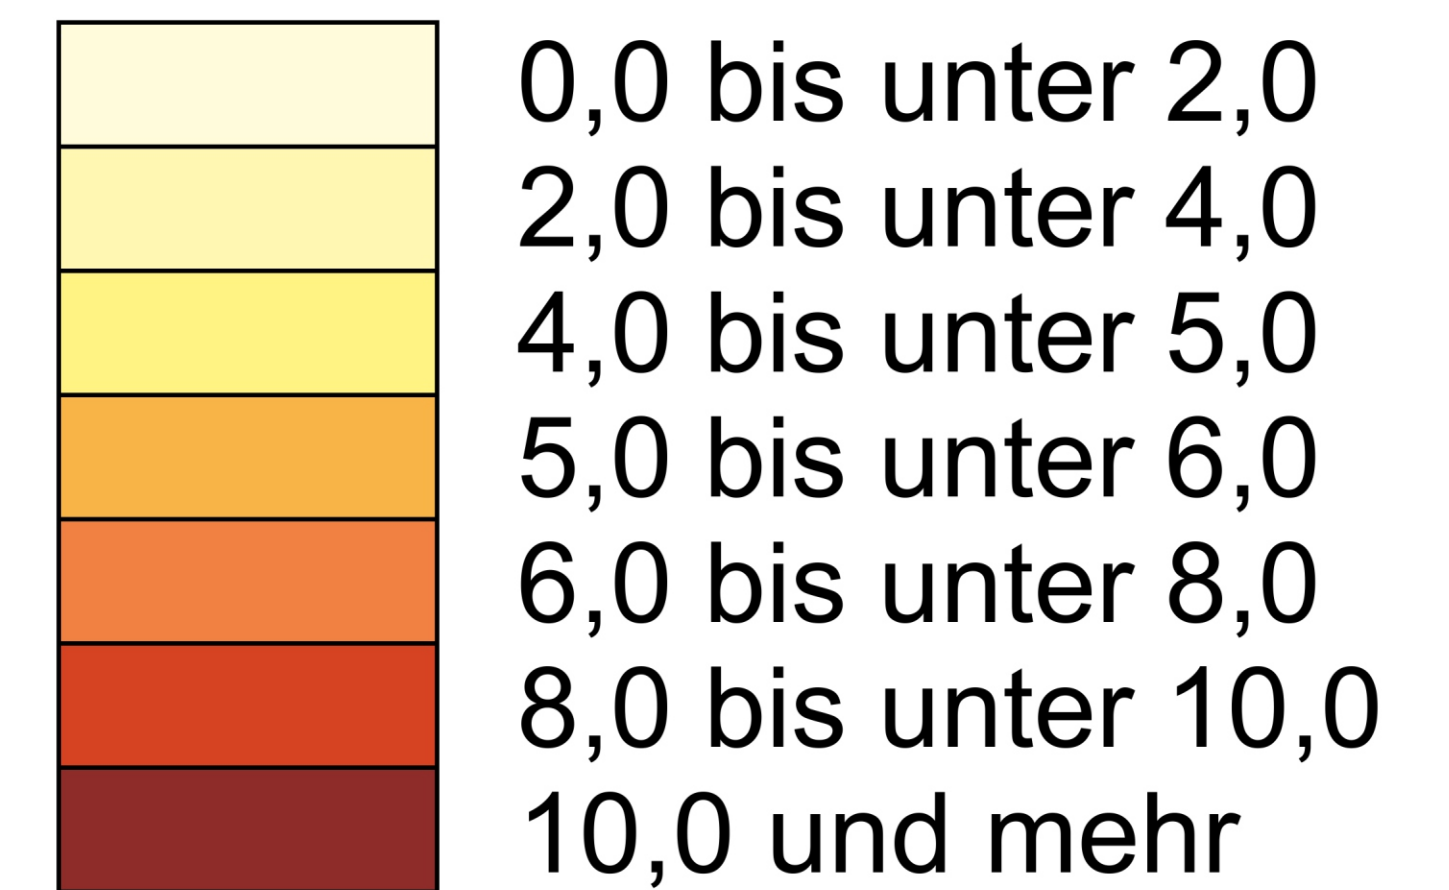 0,0 bis unter 2,0
2,0 bis unter 4,0
4,0 bis unter 5,0
5,0 bis unter 6,0
6,0 bis unter 8,0
8,0 bis unter 10,0
10,0 und mehr